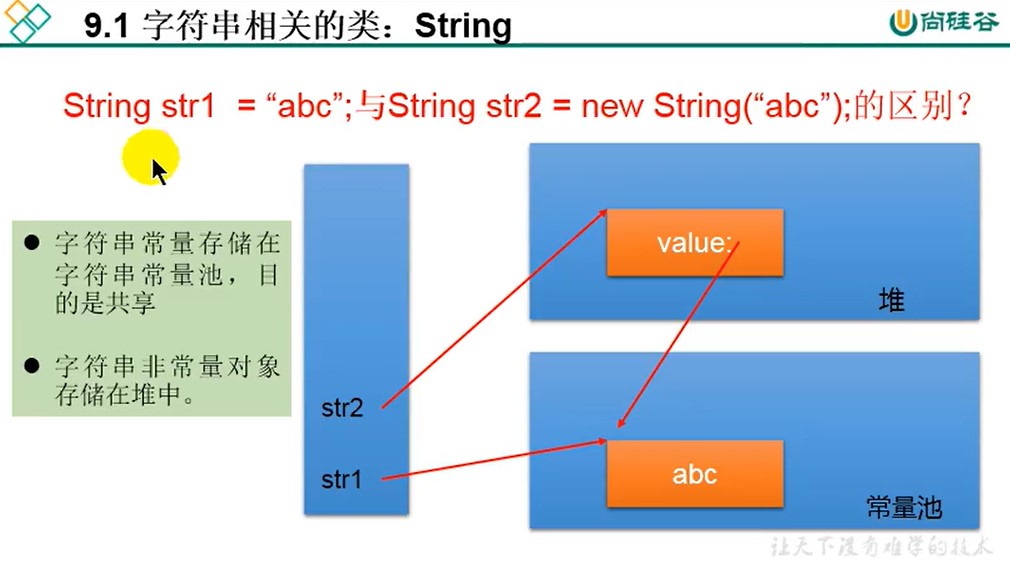 9.1 字符串相关的类：String
尚硅谷
String str1 = “abc”;与String str2 = new String(“abc”);的区别？
字符串常量存储在
字符串常量池，目
的是共享
字符串非常量对象
存储在堆中。
str2
str1
value:
堆
abc
常量池
让天下没有难学的技术